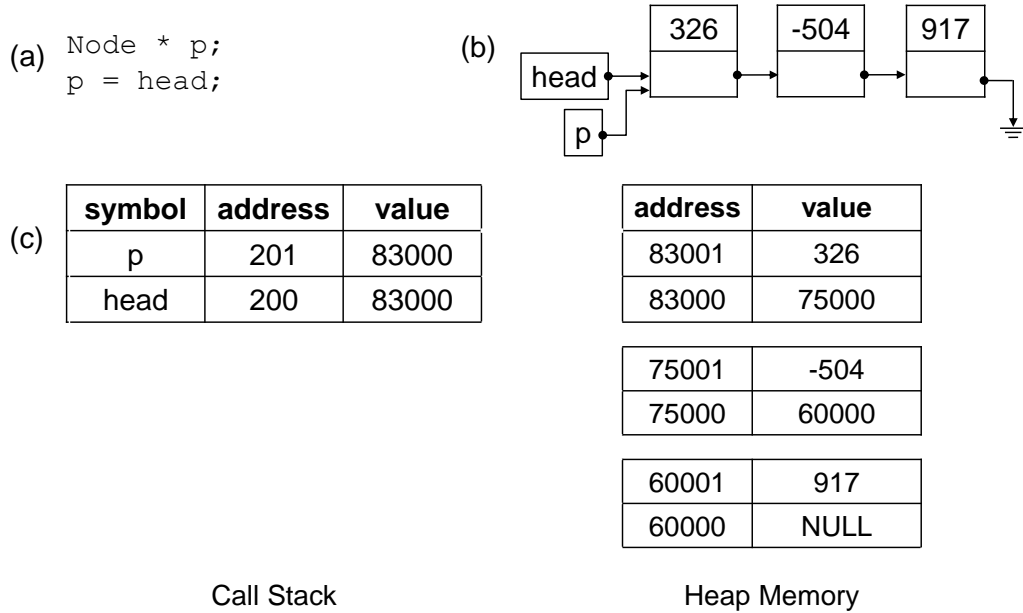 (a) Node * p;
p = head;
(b) 326 -504 917
head
p
(c)
symbol address value
p 201 83000
head 200 83000
address value
83001 326
83000 75000
75001 -504
75000 60000
60001 917
60000 NULL
Call Stack
Heap Memory